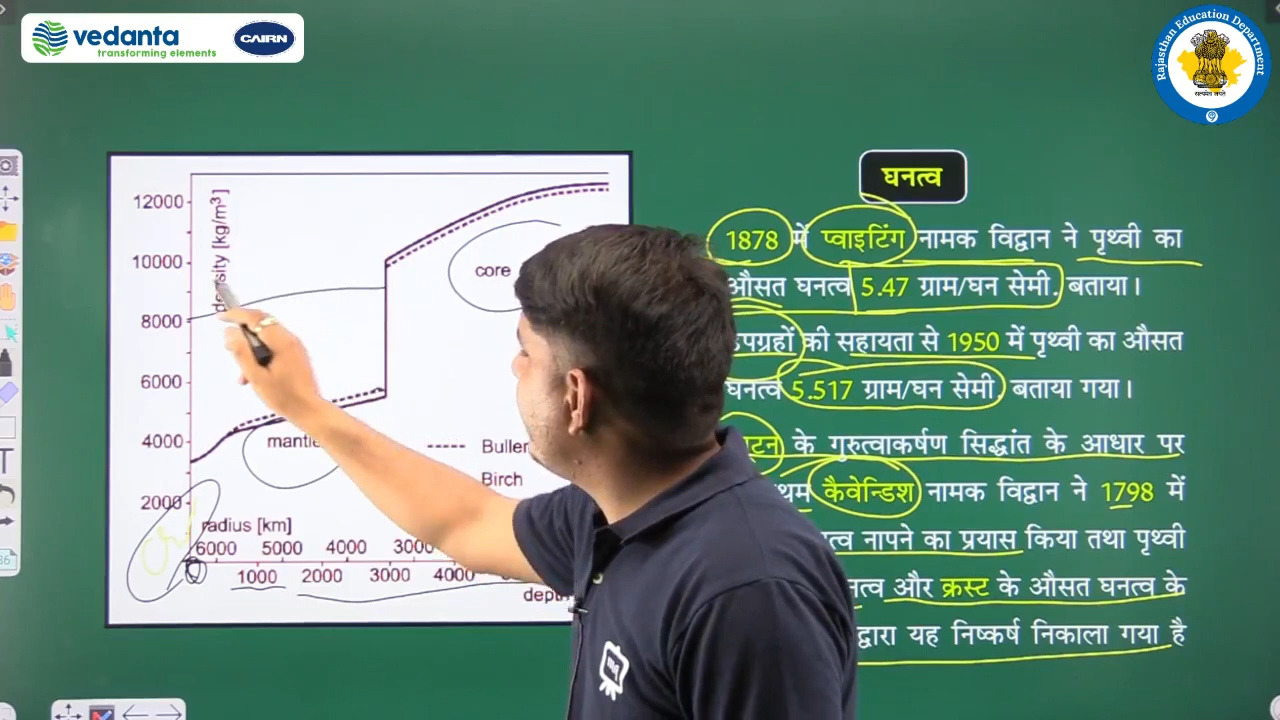 vedanta
transforming elements
CAIRN
Rajasthan Education Department
सत्यमेव जयते
घनत्व
1878 में प्वाइटिंग नामक विद्वान ने पृथ्वी का
औसत घनत्व 5.47 ग्राम/घन सेमी. बताया।
की सहायता से 1950 में पृथ्वी का औसत
घनत्व 5.517 ग्राम/घन सेमी. बताया गया।
के गुरुत्वाकर्षण सिद्धांत के आधार पर
कैवेन्डिश नामक विद्वान ने 1798 में
नापने का प्रयास किया तथा पृथ्वी
और क्रस्ट के औसत घनत्व के
द्वारा यह निष्कर्ष निकाला गया है
density [kg/m³]
12000
10000
8000
6000
4000
2000
core
mantle
Birch
radius [km]
6000 5000 4000 3000
1000 2000 3000 4000